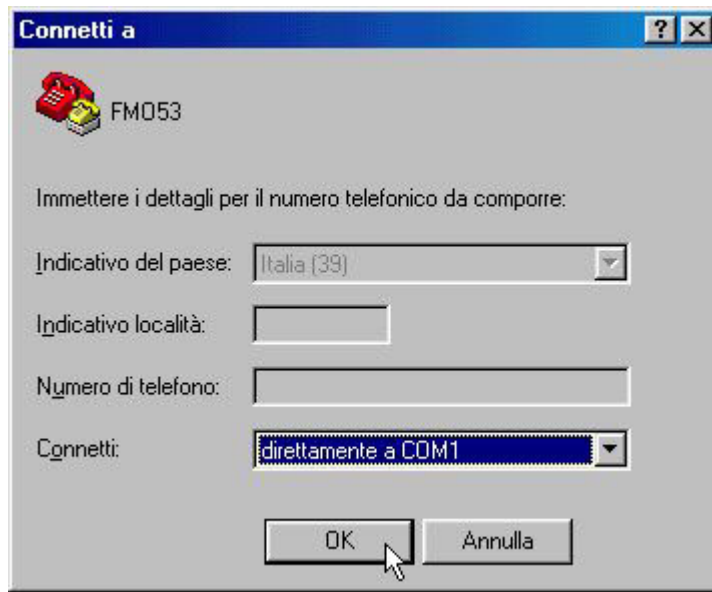 Connetti a
FM053
Immettere i dettagli per il numero telefonico da comporre:
Indicativo del paese: Italia (39)
Indicativo località:
Numero di telefono:
Connetti: direttamente a COM1
OK Annulla